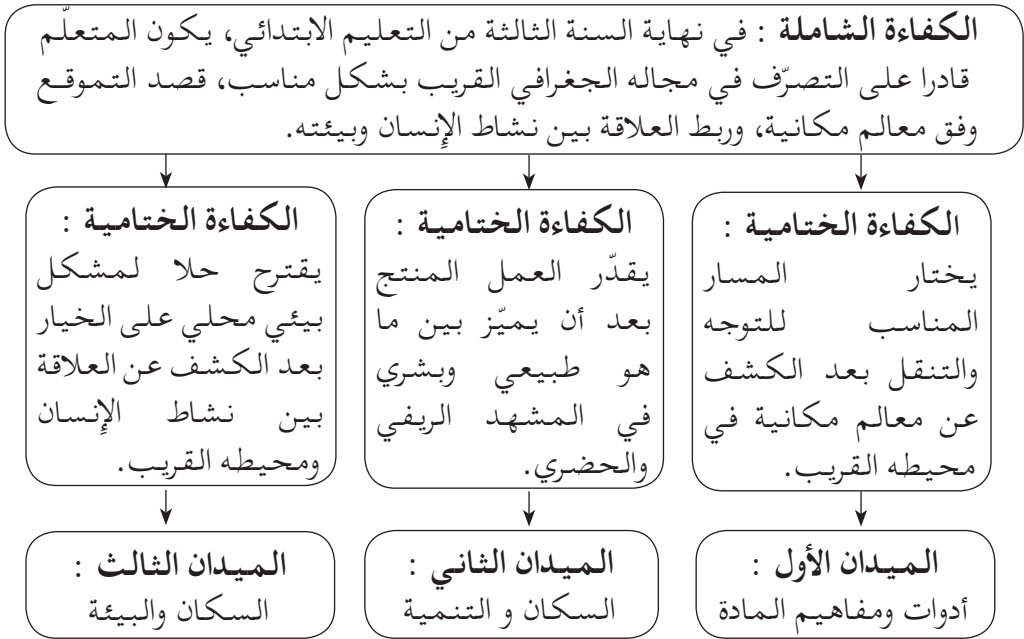 الكفاءة الشاملة : في نهاية السنة الثالثة من التعليم الابتدائي، يكون المتعلّم
قادرا على التصرّف في مجاله الجغرافي القريب بشكل مناسب، قصد التموقع
وفق معالم مكانية، وربط العلاقة بين نشاط الإنسان وبيئته.
الكفاءة الختامية :
يختار المسار
المناسب للتوجه
والتنقل بعد الكشف
عن معالم مكانية في
محيطه القريب.
الكفاءة الختامية :
يقدّر العمل المنتج
بعد أن يميّز بين ما
هو طبيعي وبشري
في المشهد الريفي
والحضري.
الكفاءة الختامية :
يقترح حلا لمشكل
بيئي محلي على الخيار
بعد الكشف عن العلاقة
بين نشاط الإنسان
ومحيطه القريب.
الميدان الأول :
أدوات ومفاهيم المادة
الميدان الثاني :
السكان و التنمية
الميدان الثالث :
السكان والبيئة